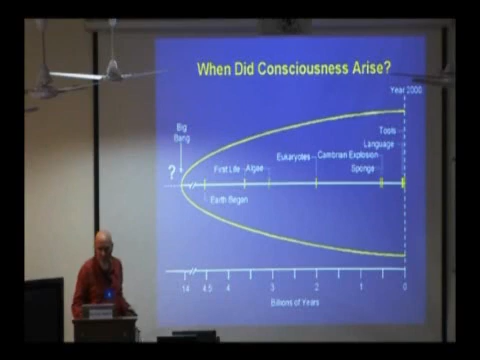 When Did Consciousness Arise?
Year 2000
Big
Bang
Tools
Language
Eukaryotes
Cambrian Explosion
First Life
Algae
Sponge
?
Earth Began
14 4.5 4 3 2 1 0
Billions of Years